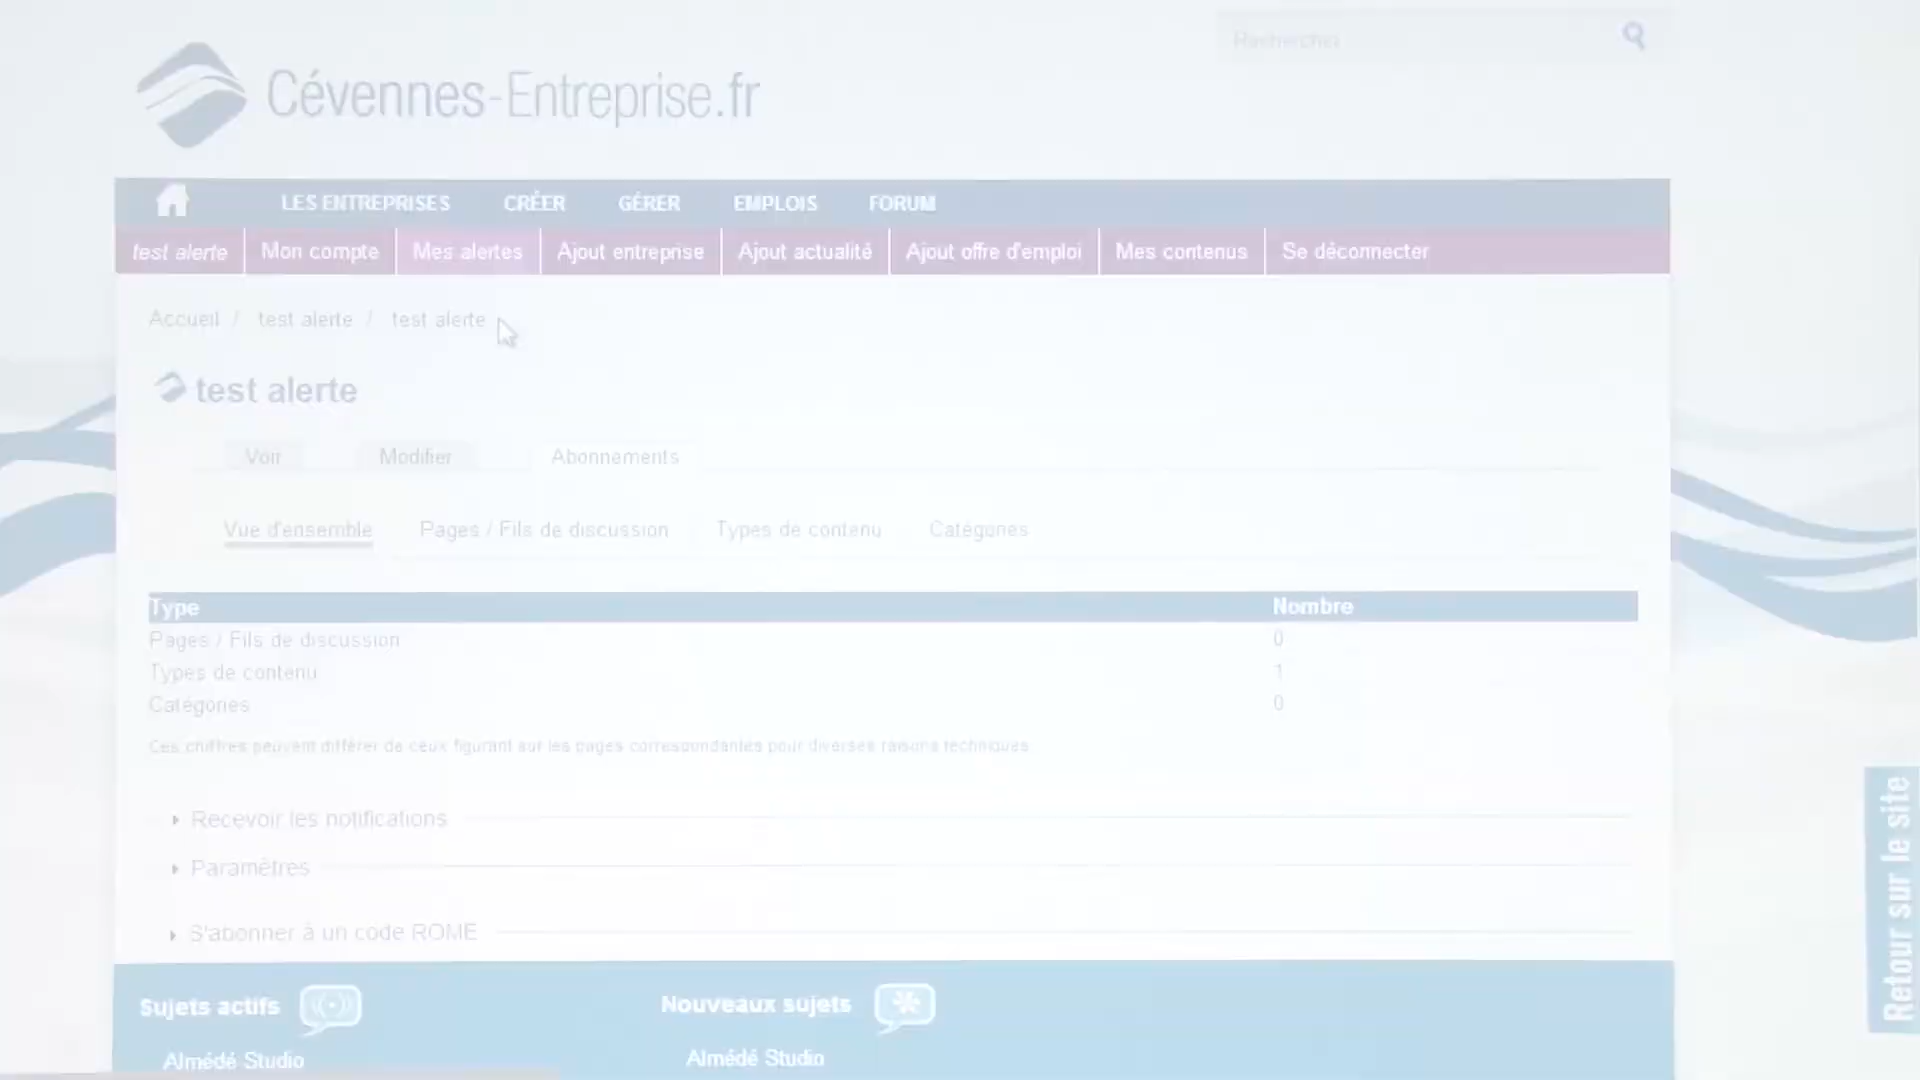 Rechercher
Cévennes-Entreprise.fr
LES ENTREPRISES CRÉER GÉRER EMPLOIS FORUM
test alerte Mon compte Mes alertes Ajout entreprise Ajout actualité Ajout offre d'emploi Mes contenus Se déconnecter
Accueil / test alerte / test alerte
test alerte
Voir Modifier Abonnements
Vue d'ensemble Pages / Fils de discussion Types de contenu Catégories
Type Nombre
Pages / Fils de discussion 0
Types de contenu 1
Catégories 0
Ces chiffres peuvent différer de ceux figurant sur les pages correspondantes pour diverses raisons techniques
Recevoir les notifications
Paramètres
S'abonner à un code ROME
Retour sur le site
Sujets actifs Nouveaux sujets
Almédé Studio Almédé Studio